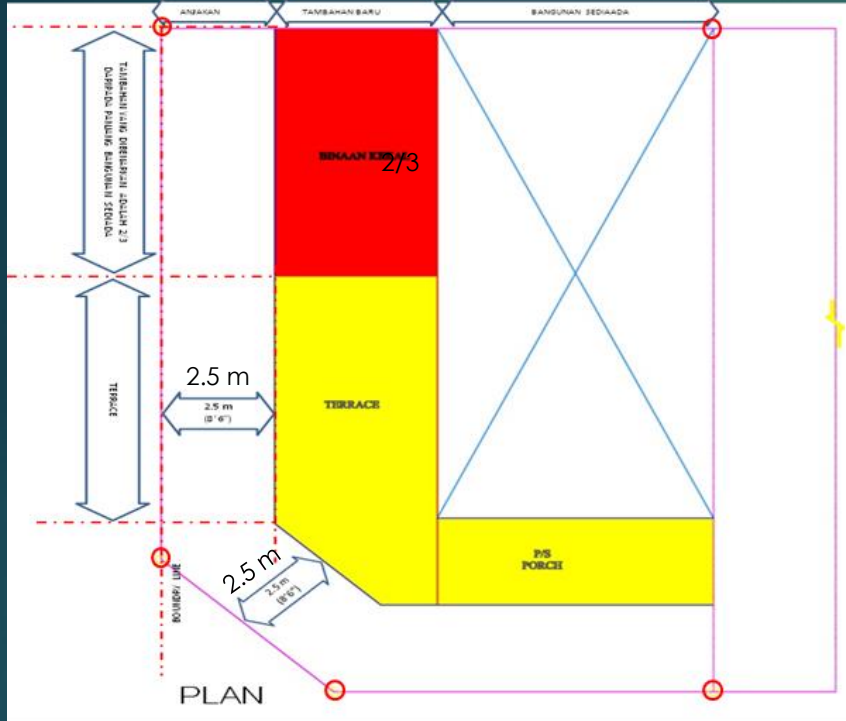 ANJAKAN
TAMBAHAN BARU
BANGUNAN SEDIAADA
TAMBAHAN YANG DIBENARKAN ADALAH 2/3
DARIPADA PANJANG BANGUNAN SEDIADA
BINAAN
2/3
TERRACE
2.5 m
2.5 m
(8'6")
TERRACE
2.5 m
2.5 m
(8'6")
P/S
PORCH
LINE
PLAN